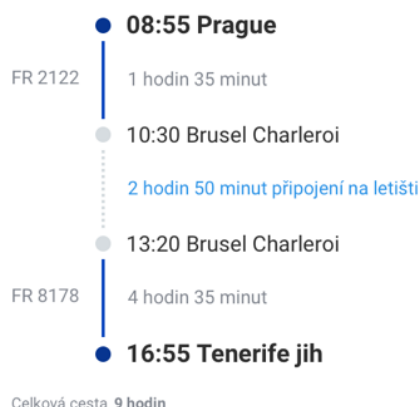 08:55 Prague
FR 2122
1 hodin 35 minut
10:30 Brusel Charleroi
2 hodin 50 minut připojení na letišti
13:20 Brusel Charleroi
FR 8178
4 hodin 35 minut
16:55 Tenerife jih
Celková cesta 9 hodin